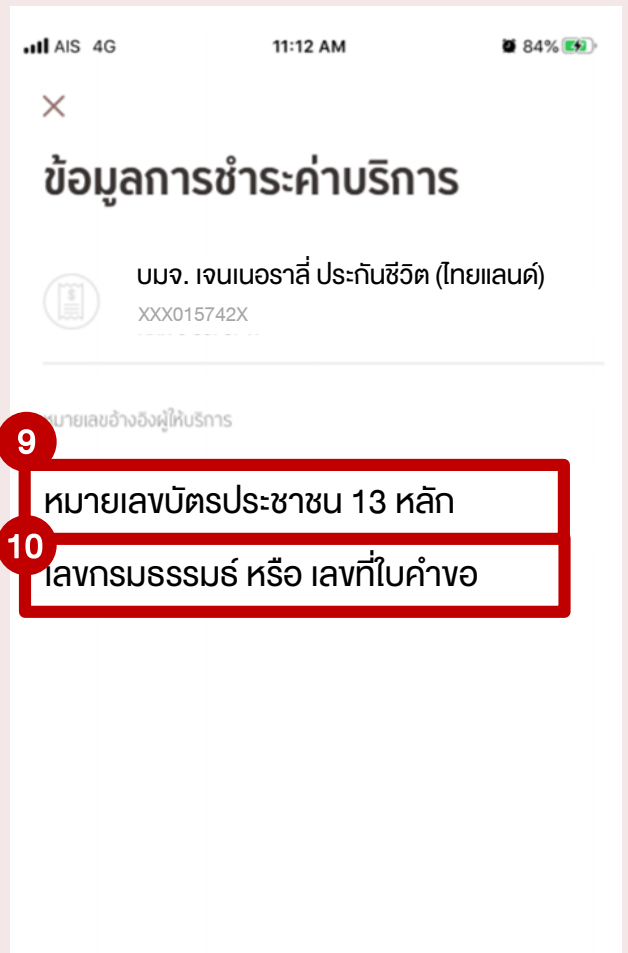 AIS 4G 11:12 AM 84%
ข้อมูลการชำระค่าบริการ
บมจ. เจนเนอราลี่ ประกันชีวิต (ไทยแลนด์)
XXX015742X
หมายเลขอ้างอิงผู้ให้บริการ
9
หมายเลขบัตรประชาชน 13 หลัก
10
เลขกรมธรรมธ์ หรือ เลขที่ใบคำขอ